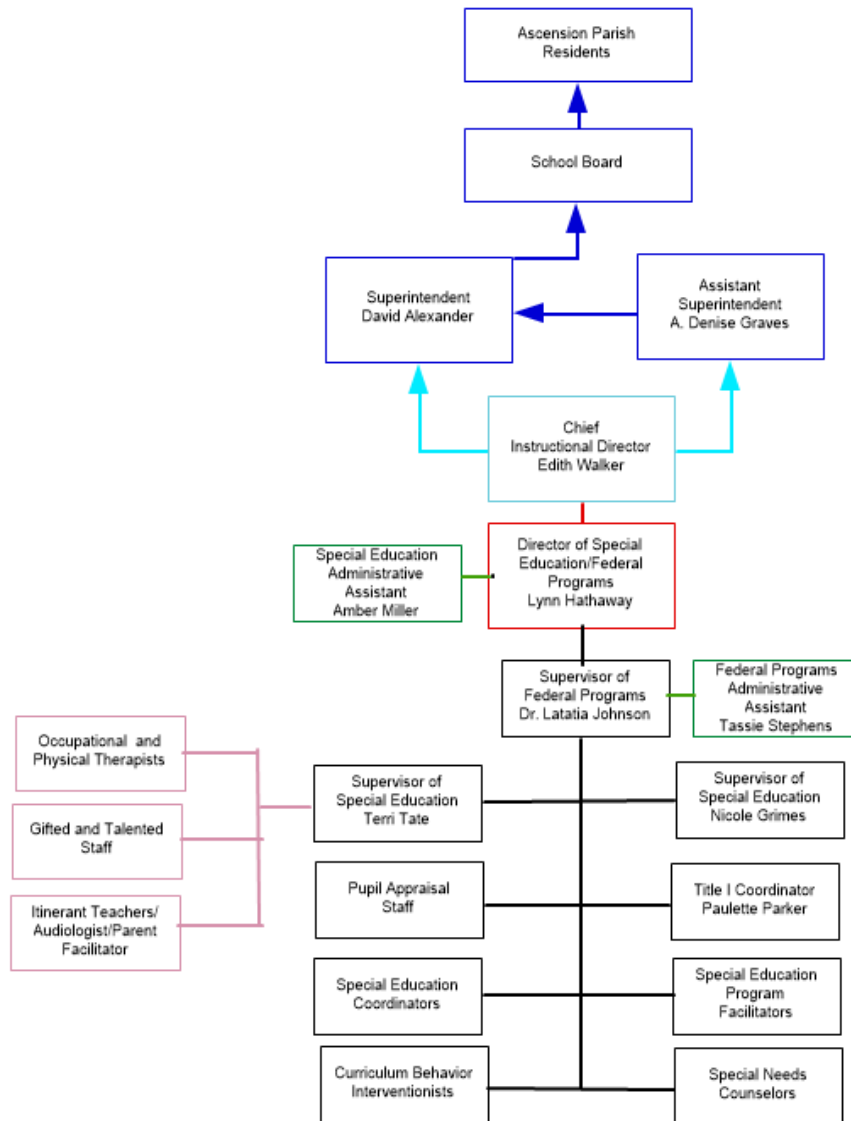 Ascension Parish
Residents
School Board
Superintendent
David Alexander
Assistant
Superintendent
A. Denise Graves
Chief
Instructional Director
Edith Walker
Special Education
Administrative
Assistant
Amber Miller
Director of Special
Education/Federal
Programs
Lynn Hathaway
Supervisor of
Federal Programs
Dr. Latatia Johnson
Federal Programs
Administrative
Assistant
Tassie Stephens
Occupational and
Physical Therapists
Supervisor of
Special Education
Terri Tate
Supervisor of
Special Education
Nicole Grimes
Gifted and Talented
Staff
Pupil Appraisal
Staff
Title I Coordinator
Paulette Parker
Itinerant Teachers/
Audiologist/Parent
Facilitator
Special Education
Coordinators
Special Education
Program
Facilitators
Curriculum Behavior
Interventionists
Special Needs
Counselors